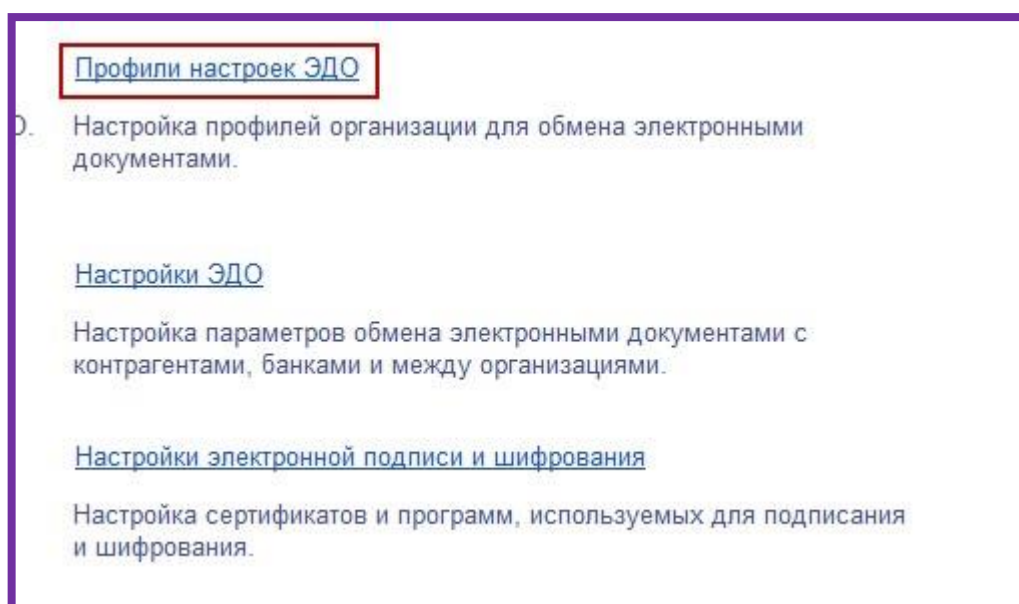 Профили настроек ЭДО
Настройка профилей организации для обмена электронными
документами.
Настройки ЭДО
Настройка параметров обмена электронными документами с
контрагентами, банками и между организациями.
Настройки электронной подписи и шифрования
Настройка сертификатов и программ, используемых для подписания
и шифрования.